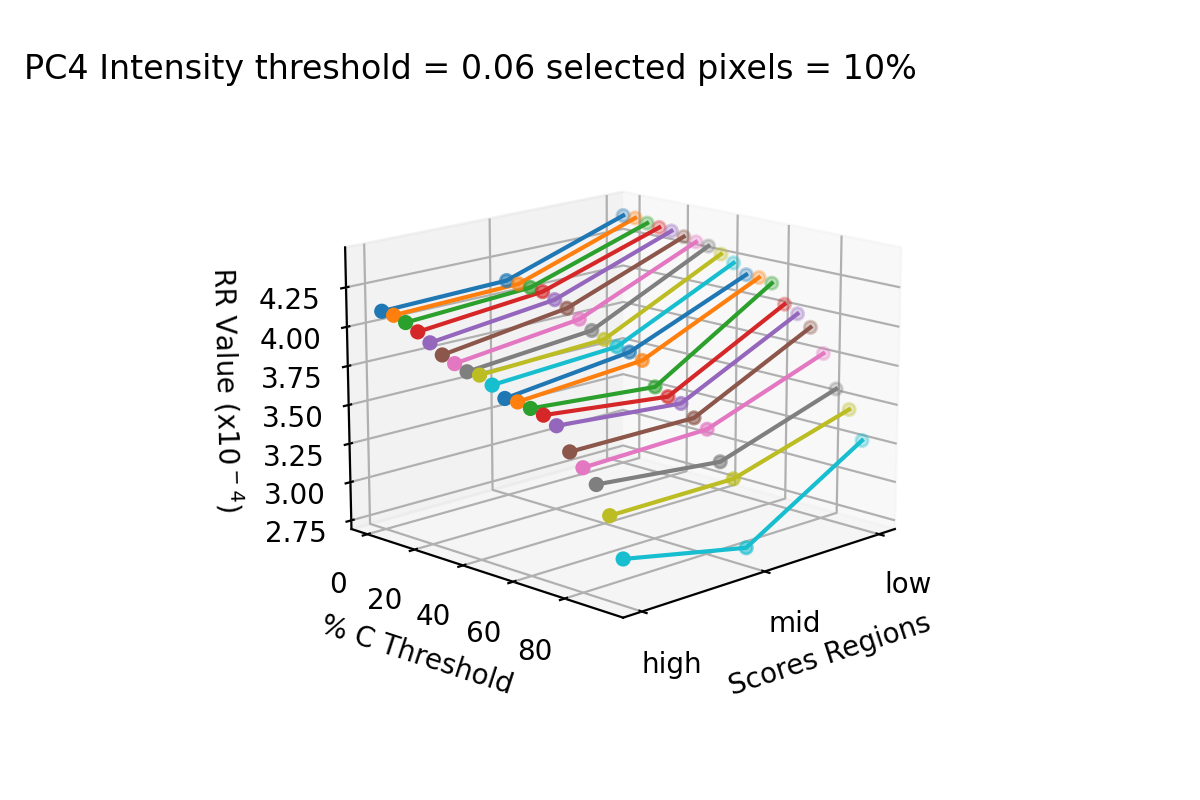 PC4 Intensity threshold = 0.06 selected pixels = 10%
RR Value (x10⁻⁴)
4.25
4.00
3.75
3.50
3.25
3.00
2.75
0
20
40
60
80
% C Threshold
high
mid
low
Scores Regions